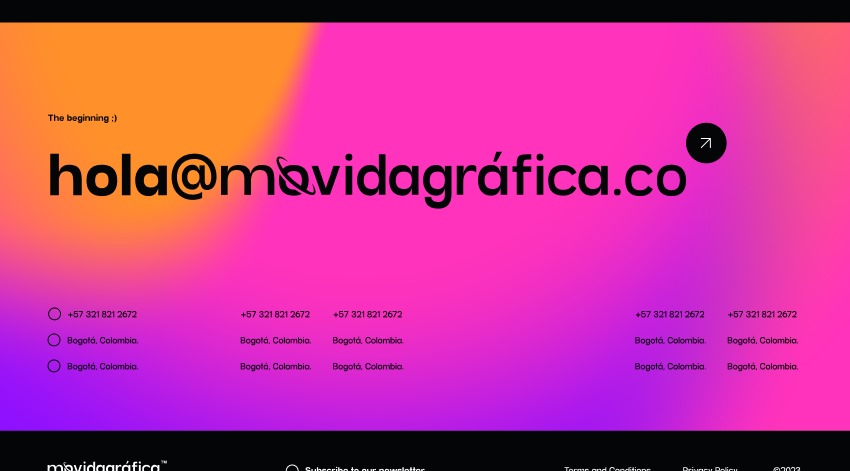 The beginning ;)
hola@movidagráfica.co
+57 321 821 2672 +57 321 821 2672 +57 321 821 2672 +57 321 821 2672 +57 321 821 2672
Bogotá, Colombia. Bogotá, Colombia. Bogotá, Colombia. Bogotá, Colombia. Bogotá, Colombia.
Bogotá, Colombia. Bogotá, Colombia. Bogotá, Colombia. Bogotá, Colombia. Bogotá, Colombia.
movidagráfica™ Subscribe to our newsletter Terms and Conditions Privacy Policy ©2023